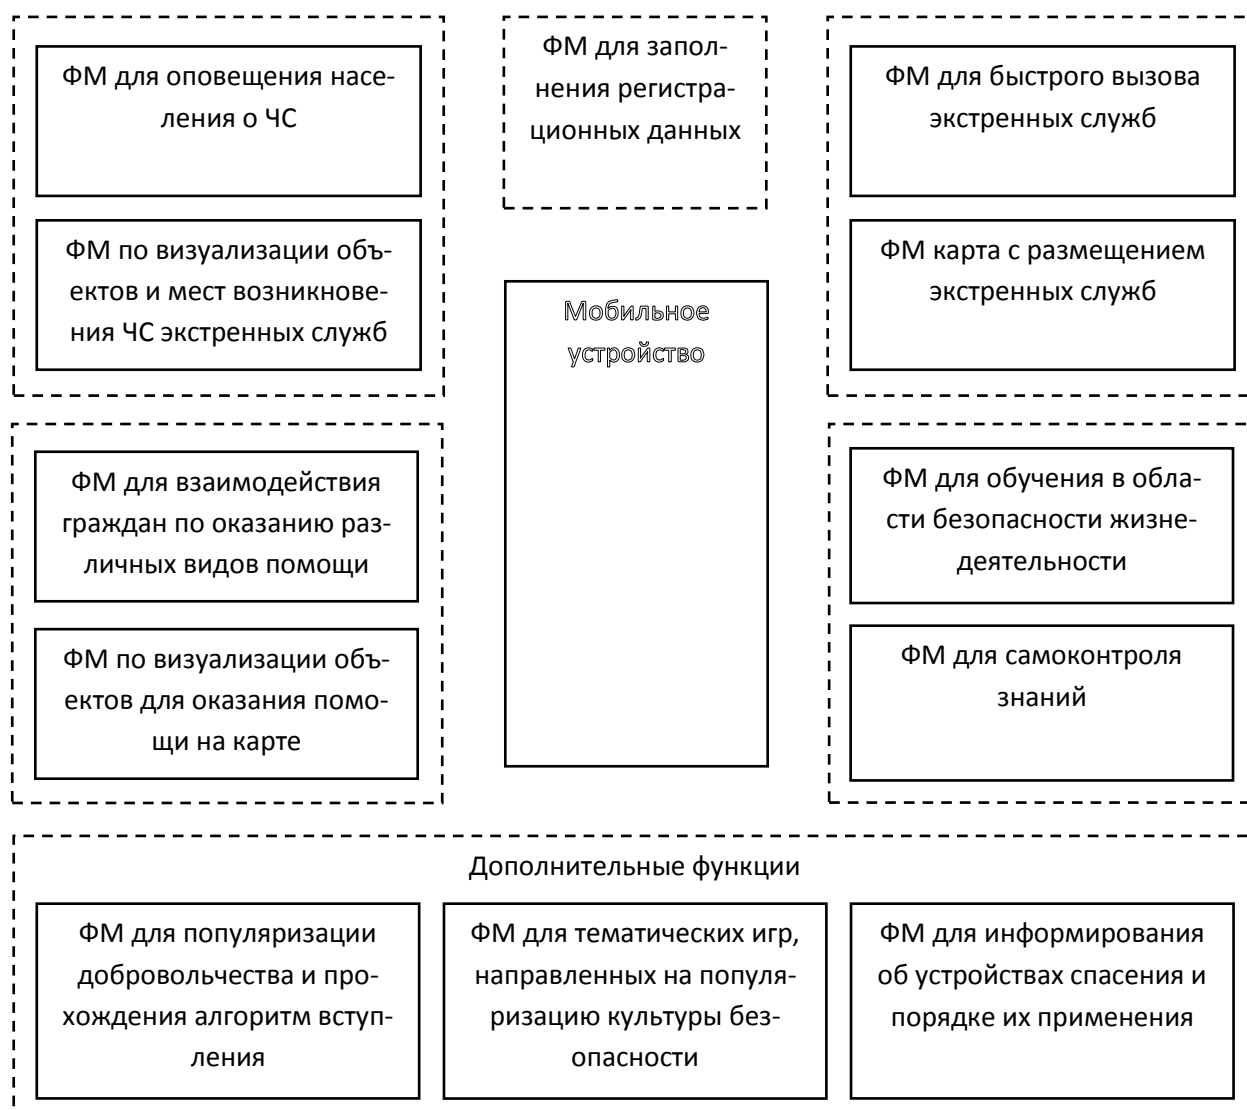 ФМ для оповещения насе-
ления о ЧС
ФМ по визуализации объ-
ектов и мест возникнове-
ния ЧС экстренных служб
ФМ для запол-
нения регистра-
ционных данных
Мобильное
устройство
ФМ для быстрого вызова
экстренных служб
ФМ карта с размещением
экстренных служб
ФМ для взаимодействия
граждан по оказанию раз-
личных видов помощи
ФМ по визуализации объ-
ектов для оказания помо-
щи на карте
ФМ для обучения в обла-
сти безопасности жизне-
деятельности
ФМ для самоконтроля
знаний
Дополнительные функции
ФМ для популяризации
добровольчества и про-
хождения алгоритм вступ-
ления
ФМ для тематических игр,
направленных на популя-
ризацию культуры без-
опасности
ФМ для информирования
об устройствах спасения и
порядке их применения